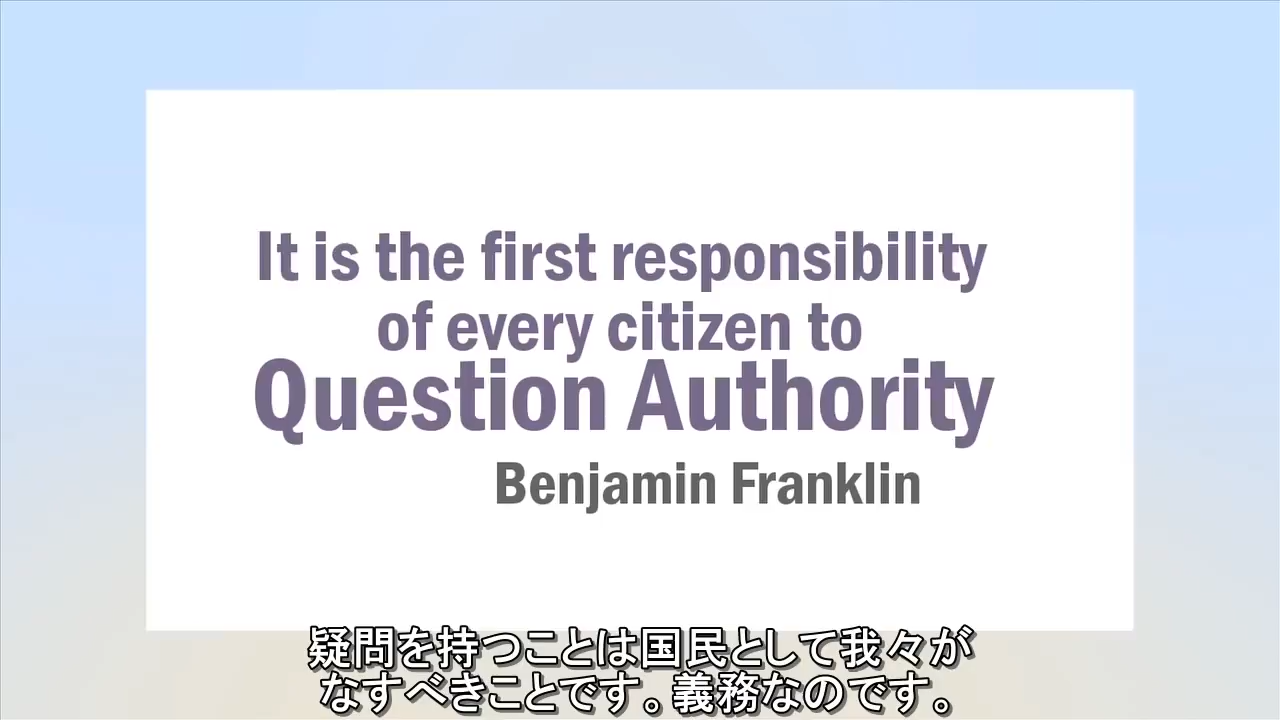 It is the first responsibility
of every citizen to
Question Authority
Benjamin Franklin
疑問を持つことは国民として我々が
なすべきことです。義務なのです。